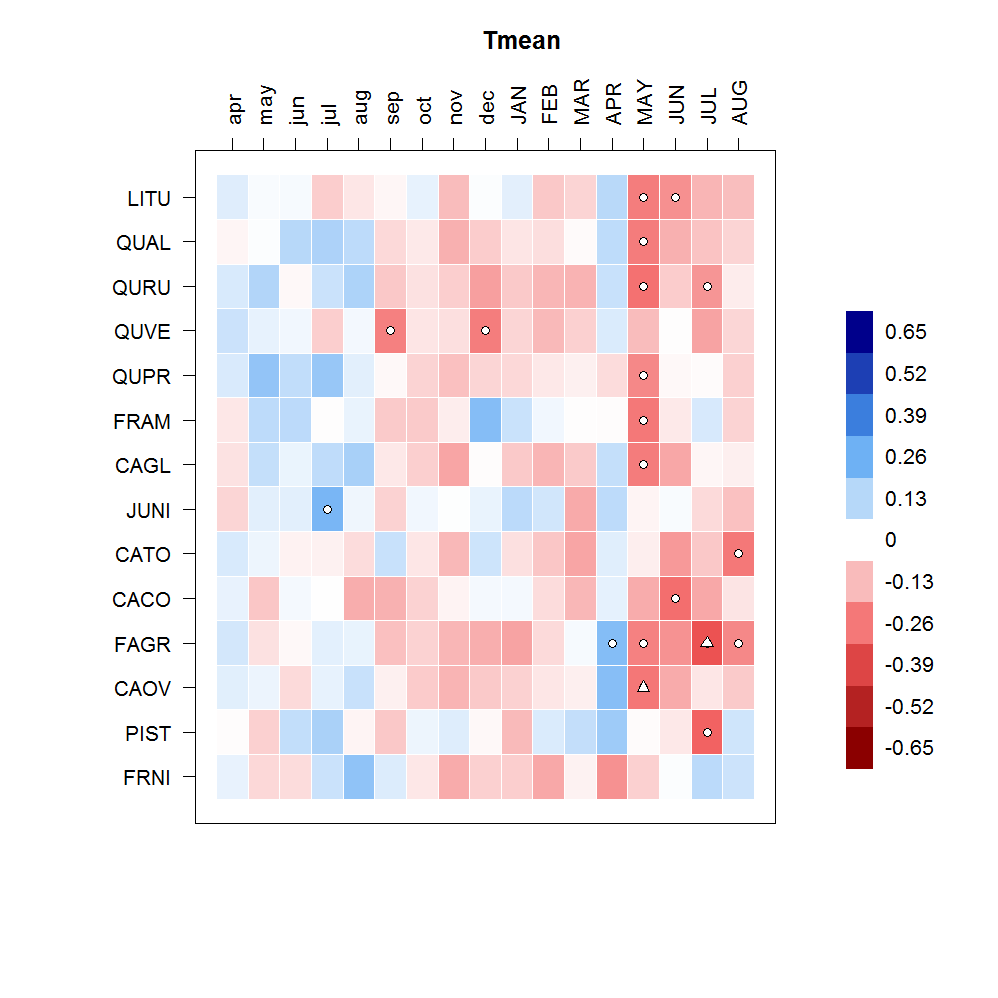 Tmean
apr may jun jul aug sep oct nov dec JAN FEB MAR APR MAY JUN JUL AUG
LITU
QUAL
QURU
QUVE
QUPR
FRAM
CAGL
JUNI
CATO
CACO
FAGR
CAOV
PIST
FRNI
0.65
0.52
0.39
0.26
0.13
0
-0.13
-0.26
-0.39
-0.52
-0.65